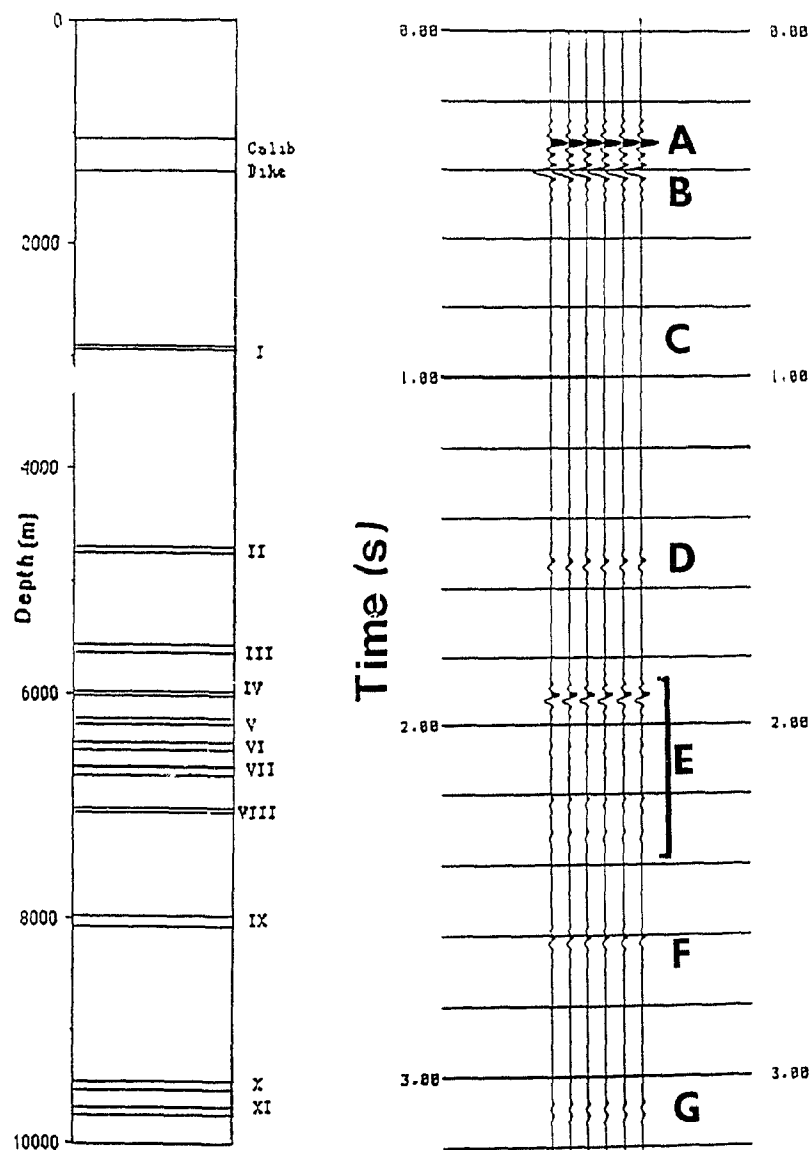 0
Calib
Dike
2000
I
4000
II
III
6000
IV
V
VI
VII
VIII
8000
IX
X
XI
10000
Depth (m)
0.00
0.00
A
B
C
1.00
1.00
D
2.00
2.00
E
F
3.00
3.00
G
Time (s)